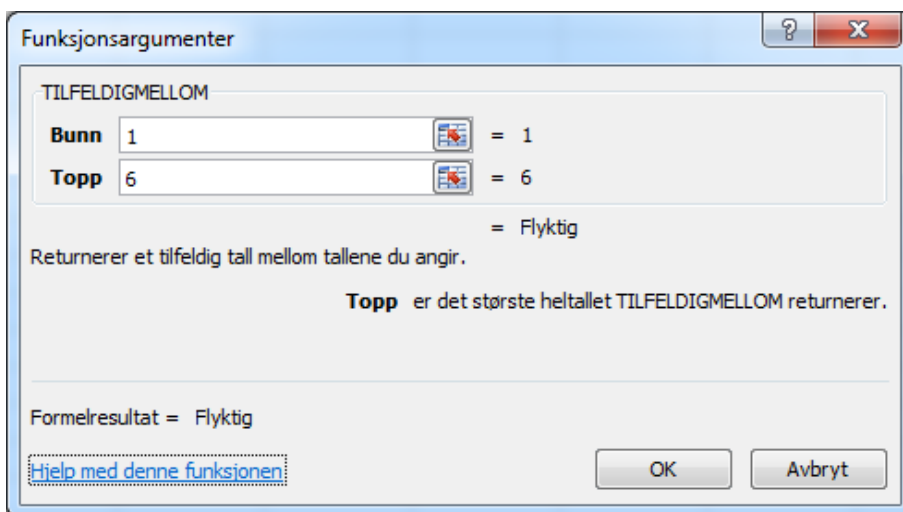 Funksjonsargumenter
TILFELDIGMELLOM
Bunn 1 = 1
Topp 6 = 6
= Flyktig
Returnerer et tilfeldig tall mellom tallene du angir.
Topp er det største heltallet TILFELDIGMELLOM returnerer.
Formelresultat = Flyktig
Hjelp med denne funksjonen OK Avbryt